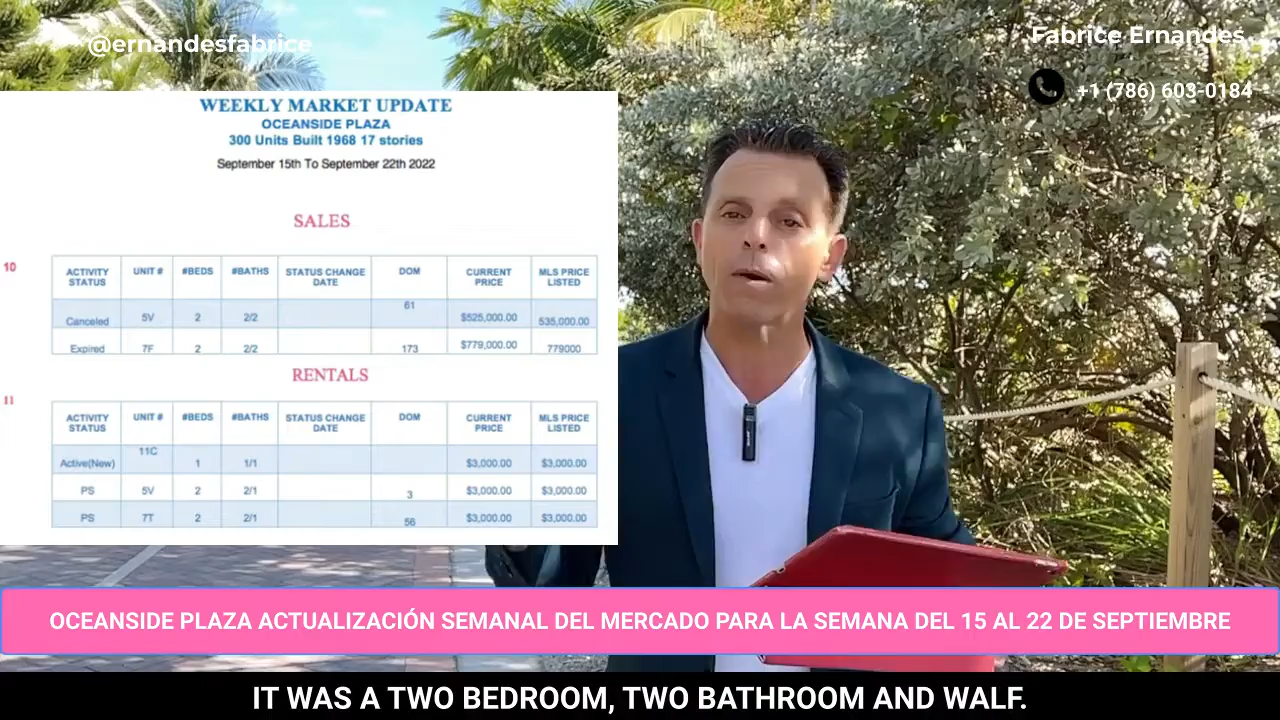 @ernandesfabrice
Fabrice Ernandes
+1 (786) 603-0184
WEEKLY MARKET UPDATE
OCEANSIDE PLAZA
300 Units Built 1968 17 stories
September 15th To September 22th 2022
SALES
10
ACTIVITY STATUS UNIT # #BEDS #BATHS STATUS CHANGE DATE DOM CURRENT PRICE MLS PRICE LISTED
Canceled 5V 2 2/2 61 $525,000.00 535,000.00
Expired 7F 2 2/2 173 $779,000.00 779000
RENTALS
11
ACTIVITY STATUS UNIT # #BEDS #BATHS STATUS CHANGE DATE DOM CURRENT PRICE MLS PRICE LISTED
Active(New) 11C 1 1/1 $3,000.00 $3,000.00
PS 5V 2 2/1 3 $3,000.00 $3,000.00
PS 7T 2 2/1 56 $3,000.00 $3,000.00
OCEANSIDE PLAZA ACTUALIZACIÓN SEMANAL DEL MERCADO PARA LA SEMANA DEL 15 AL 22 DE SEPTIEMBRE
IT WAS A TWO BEDROOM, TWO BATHROOM AND WALF.